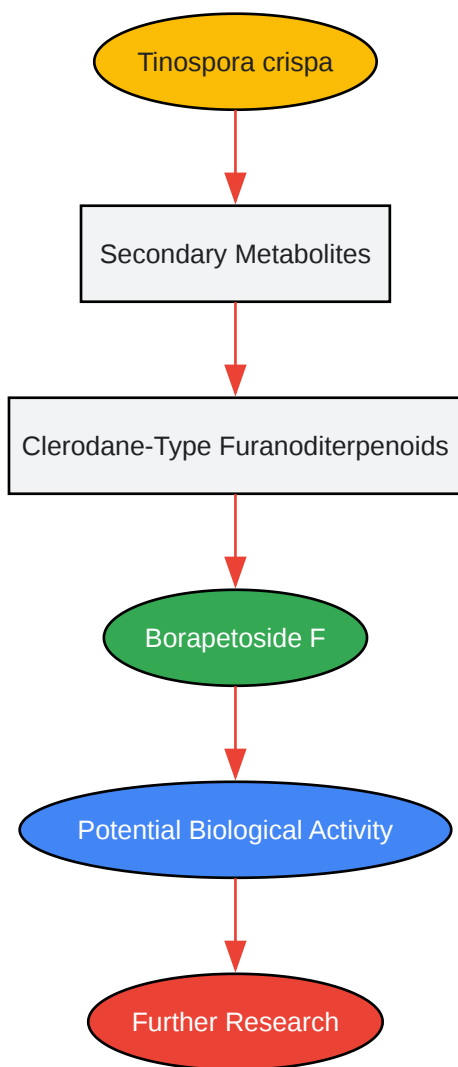 Tinospora crispa
Secondary Metabolites
Clerodane-Type Furanoditerpenoids
Borapetoside F
Potential Biological Activity
Further Research